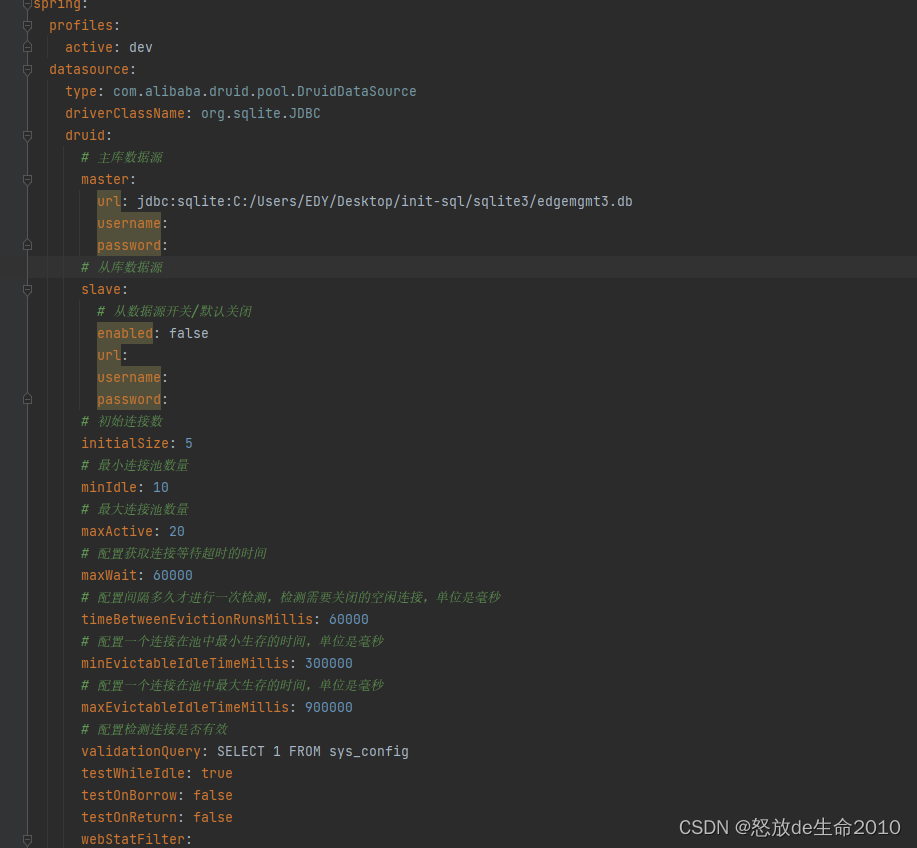 spring:
  profiles:
    active: dev
  datasource:
    type: com.alibaba.druid.pool.DruidDataSource
    driverClassName: org.sqlite.JDBC
    druid:
      # 主库数据源
      master:
        url: jdbc:sqlite:C:/Users/EDY/Desktop/init-sql/sqlite3/edgemgmt3.db
        username:
        password:
      # 从库数据源
      slave:
        # 从数据源开关/默认关闭
        enabled: false
        url:
        username:
        password:
      # 初始连接数
      initialSize: 5
      # 最小连接池数量
      minIdle: 10
      # 最大连接池数量
      maxActive: 20
      # 配置获取连接等待超时的时间
      maxWait: 60000
      # 配置间隔多久才进行一次检测，检测需要关闭的空闲连接，单位是毫秒
      timeBetweenEvictionRunsMillis: 60000
      # 配置一个连接在池中最小生存的时间，单位是毫秒
      minEvictableIdleTimeMillis: 300000
      # 配置一个连接在池中最大生存的时间，单位是毫秒
      maxEvictableIdleTimeMillis: 900000
      # 配置检测连接是否有效
      validationQuery: SELECT 1 FROM sys_config
      testWhileIdle: true
      testOnBorrow: false
      testOnReturn: false
      webStatFilter:
CSDN @怒放de生命2010